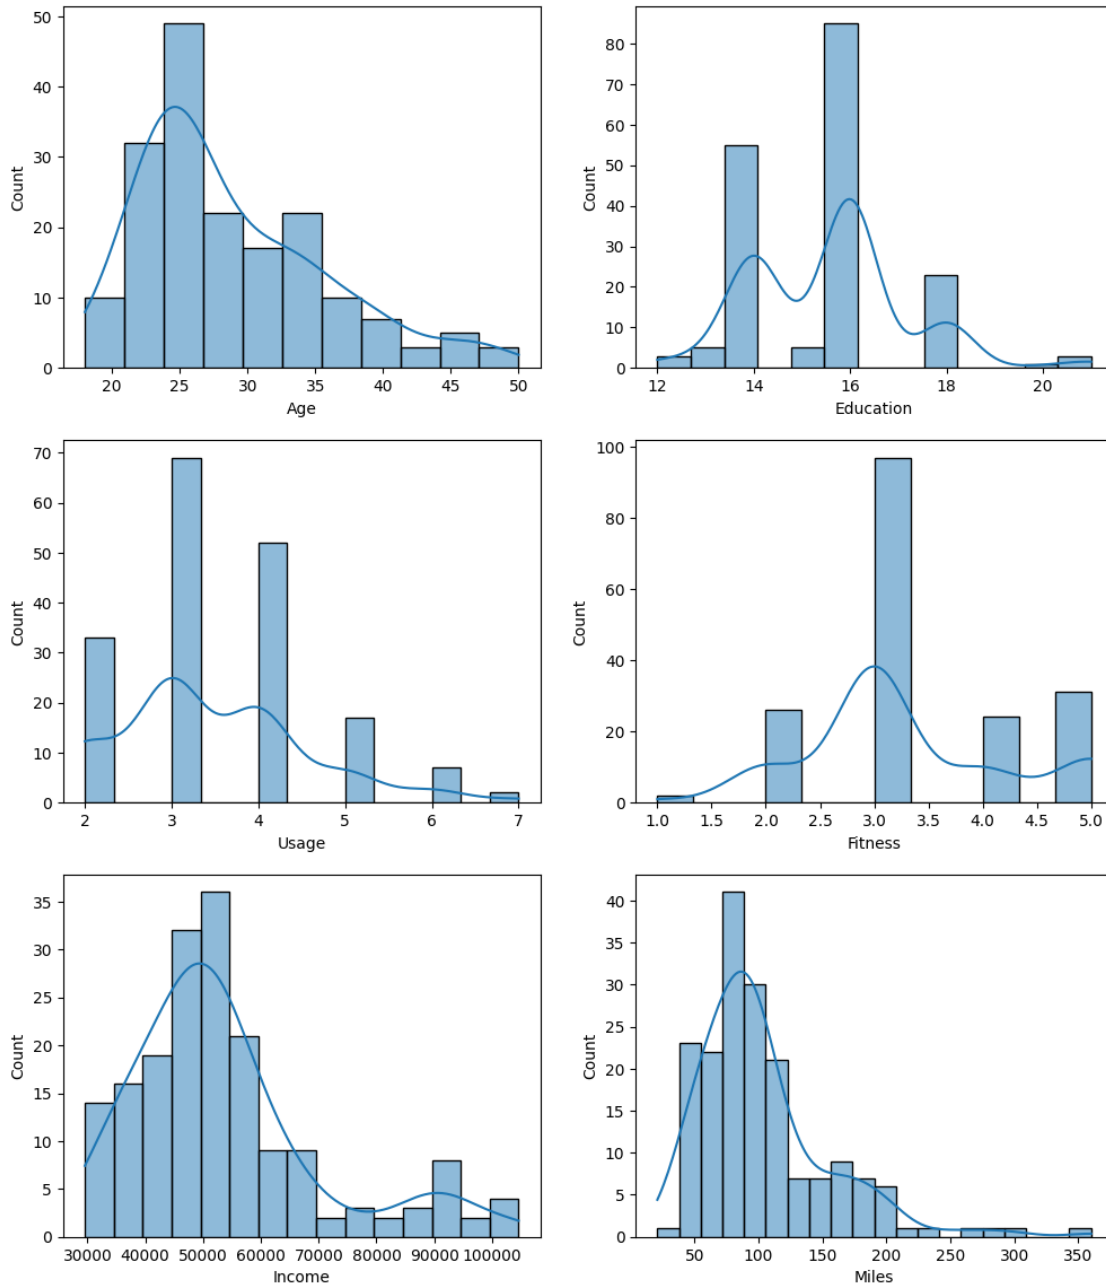 50
40
30
20
10
0
Count
20 25 30 35 40 45 50
Age
80
70
60
50
40
30
20
10
0
Count
12 14 16 18 20
Education
70
60
50
40
30
20
10
0
Count
2 3 4 5 6 7
Usage
100
80
60
40
20
0
Count
1.0 1.5 2.0 2.5 3.0 3.5 4.0 4.5 5.0
Fitness
35
30
25
20
15
10
5
0
Count
30000 40000 50000 60000 70000 80000 90000 100000
Income
40
35
30
25
20
15
10
5
0
Count
50 100 150 200 250 300 350
Miles